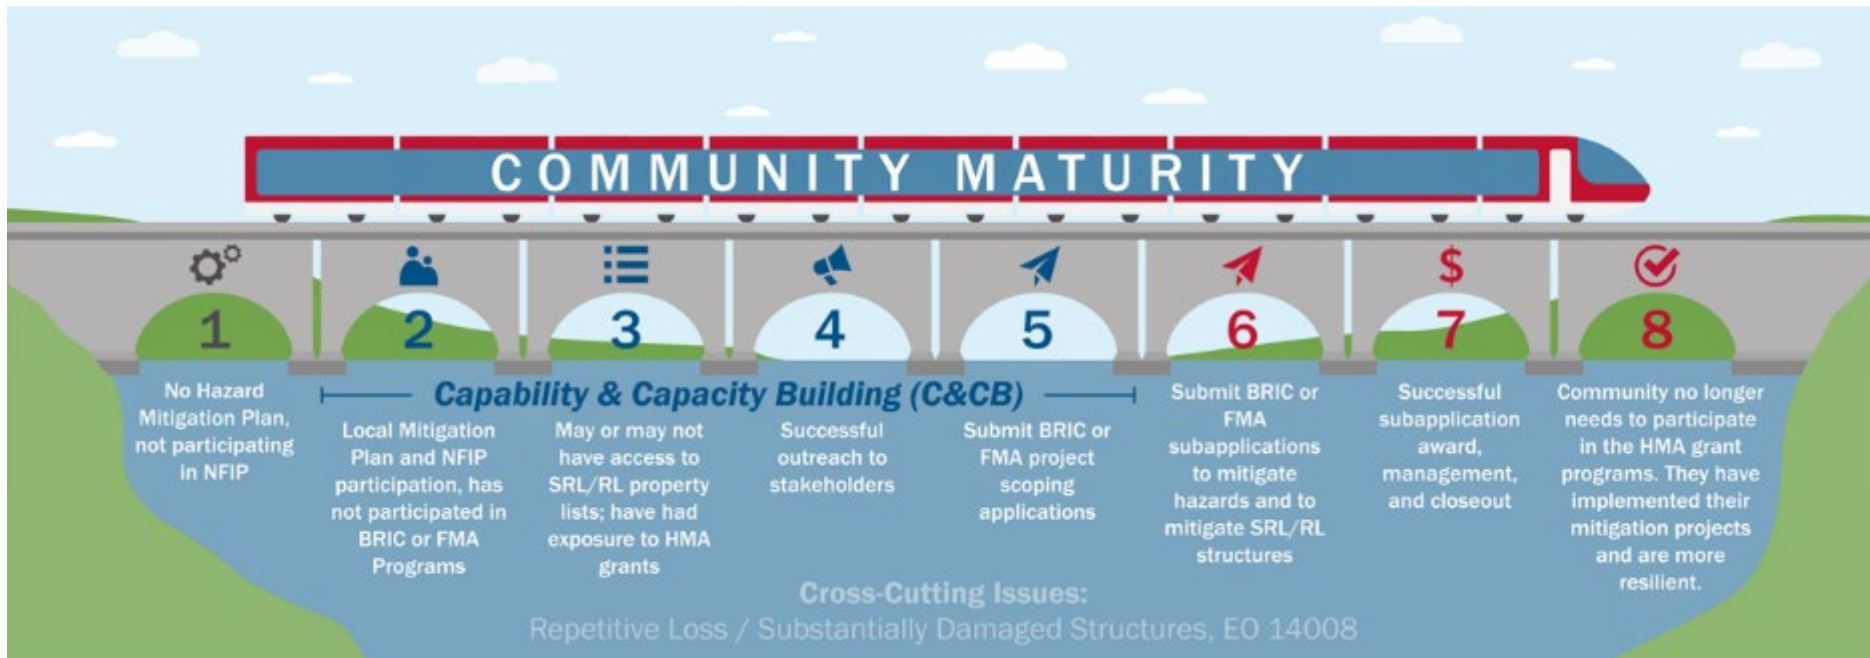 COMMUNITY MATURITY
1
No Hazard
Mitigation Plan,
not participating
in NFIP
Capability & Capacity Building (C&CB)
2
Local Mitigation
Plan and NFIP
participation, has
not participated in
BRIC or FMA
Programs
3
May or may not
have access to
SRL/RL property
lists; have had
exposure to HMA
grants
4
Successful
outreach to
stakeholders
5
Submit BRIC or
FMA project
scoping
applications
6
Submit BRIC or
FMA
subapplications
to mitigate
hazards and to
mitigate SRL/RL
structures
$
7
Successful
subapplication
award,
management,
and closeout
8
Community no longer
needs to participate
in the HMA grant
programs. They have
implemented their
mitigation projects
and are more
resilient.
Cross-Cutting Issues:
Repetitive Loss / Substantially Damaged Structures, EO 14008